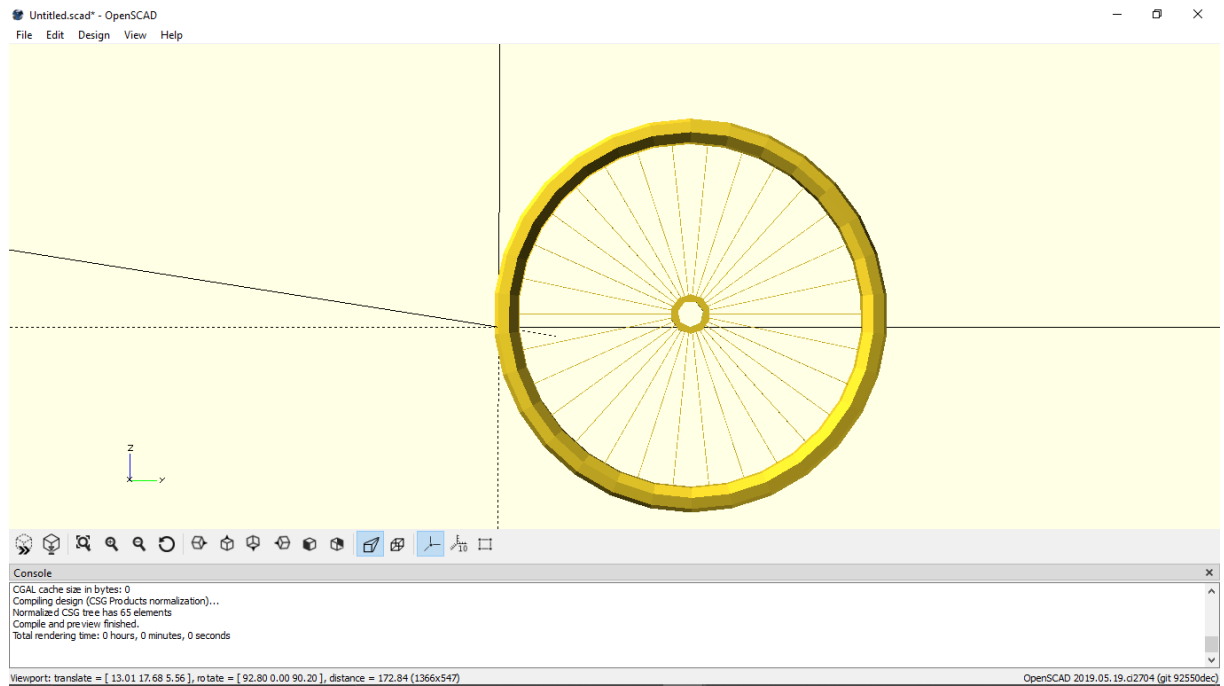 Untitled.scad* - OpenSCAD
File Edit Design View Help
z
y
10
Console
CGAL cache size in bytes: 0
Compiling design (CSG Products normalization)...
Normalized CSG tree has 65 elements
Compile and preview finished.
Total rendering time: 0 hours, 0 minutes, 0 seconds
Viewport: translate = [ 13.01 17.68 5.56 ], rotate = [ 92.80 0.00 90.20 ], distance = 172.84 (1366x547) OpenSCAD 2019.05.19.ci2704 (git 92550dec)